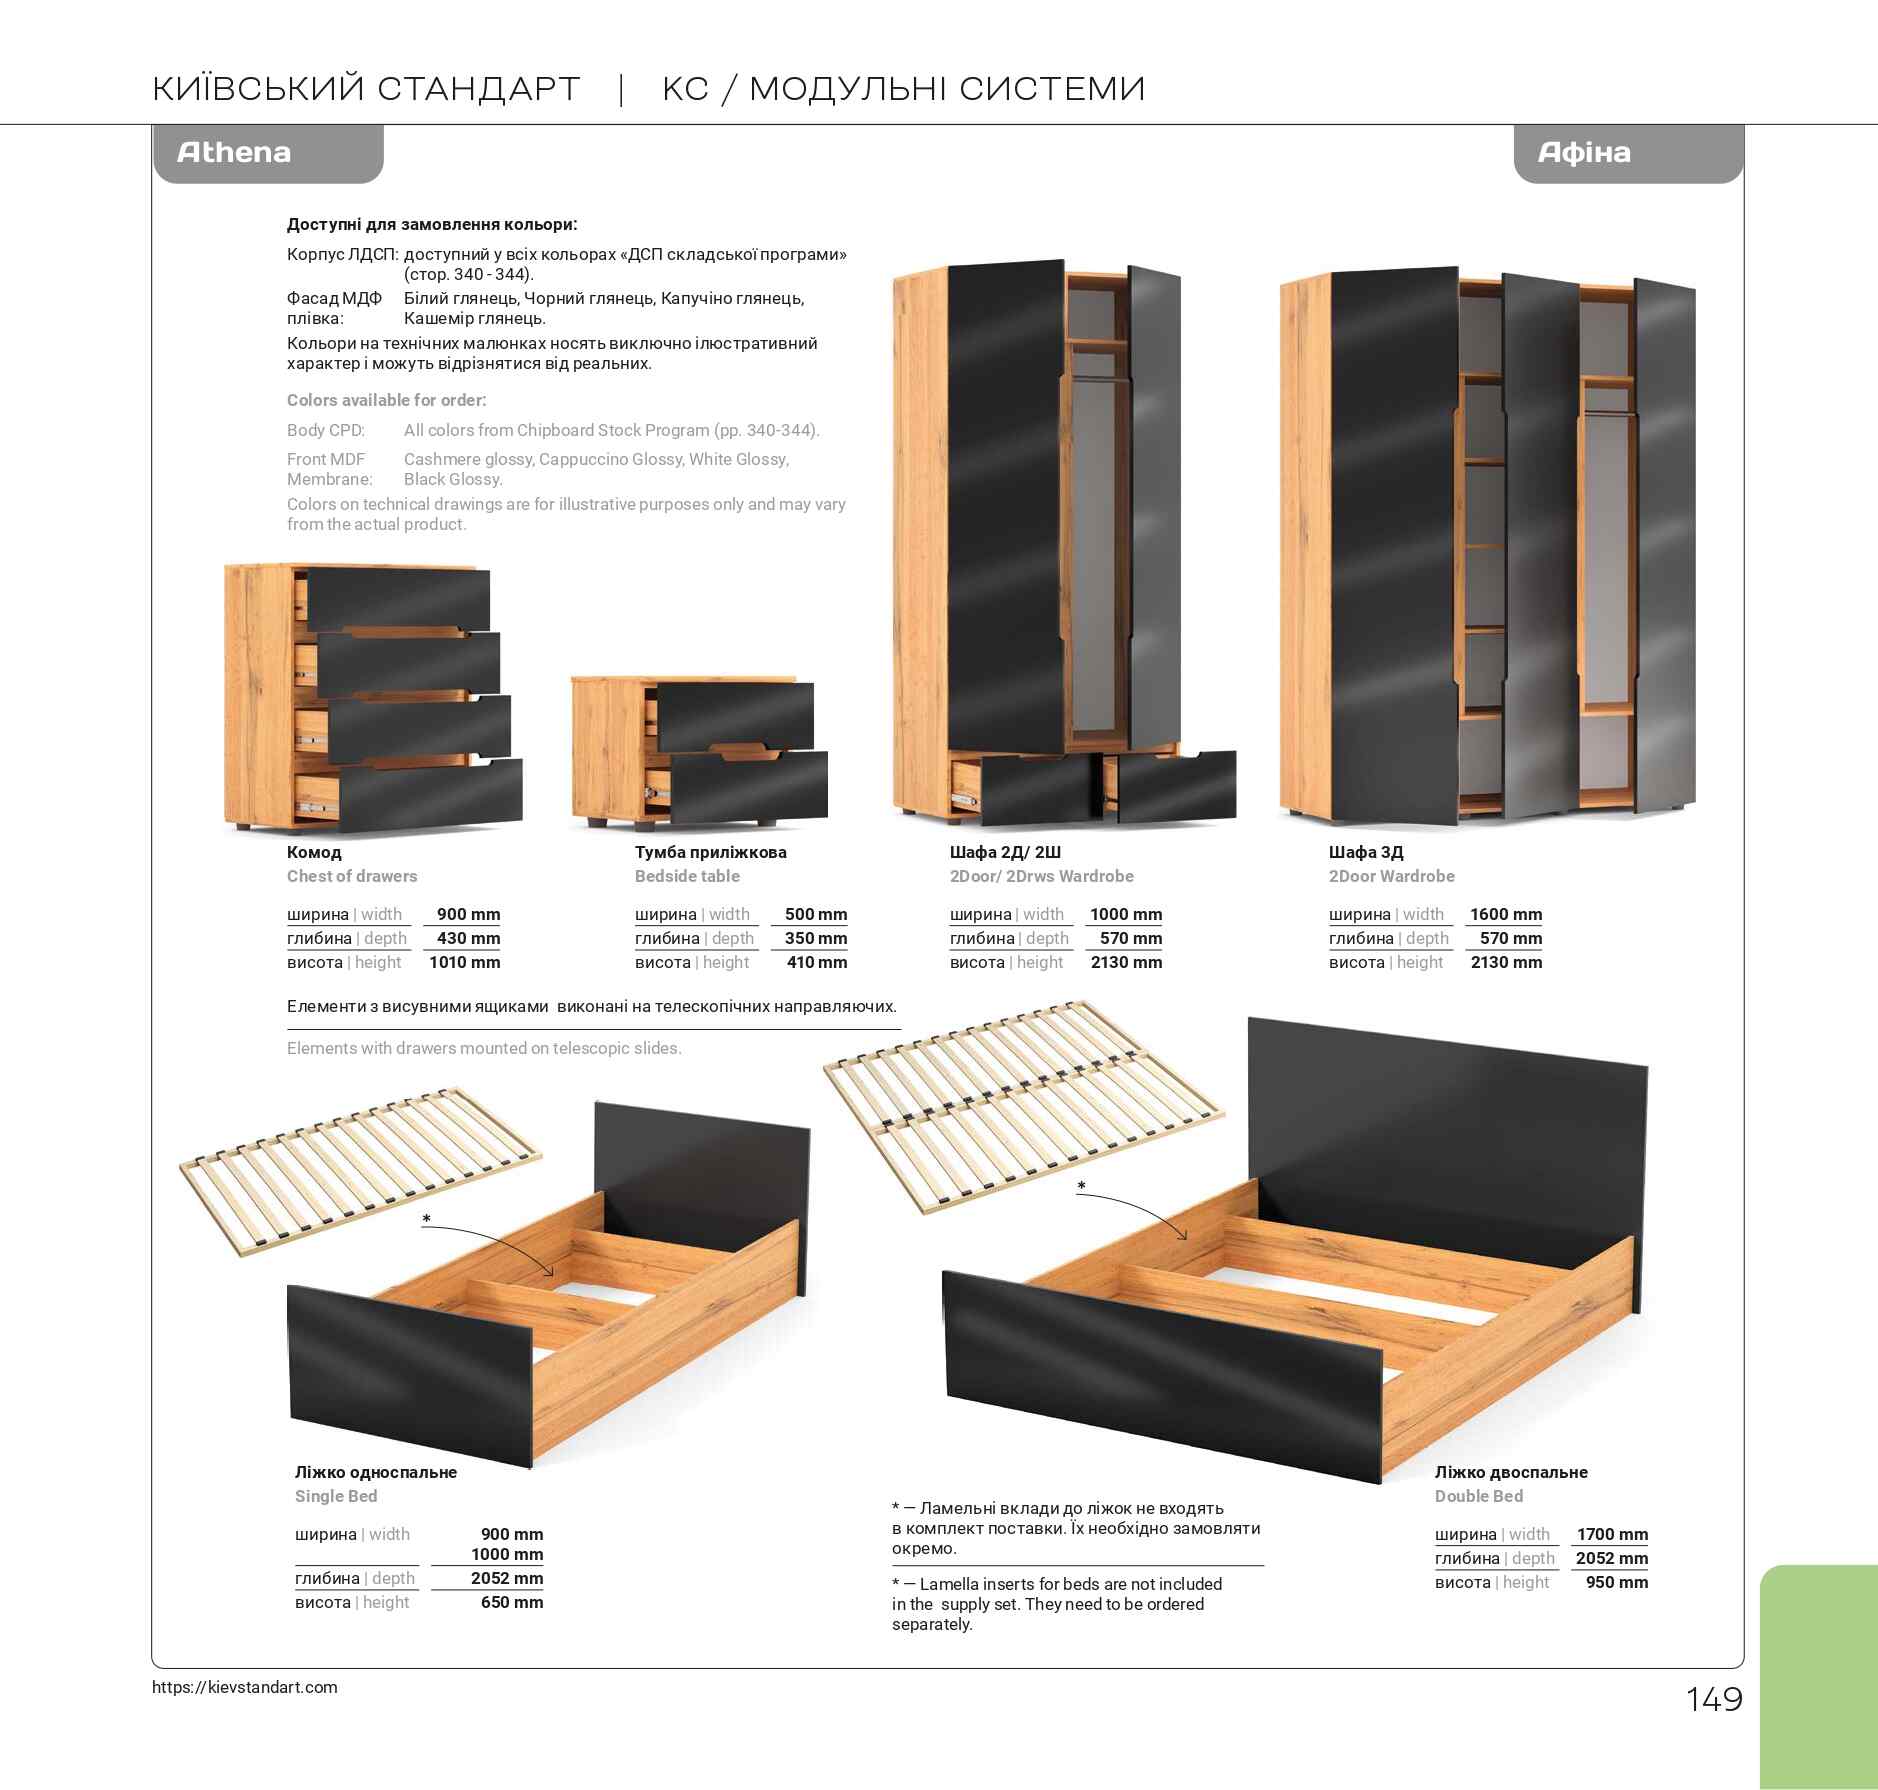 КИЇВСЬКИЙ СТАНДАРТ | КС / МОДУЛЬНІ СИСТЕМИ
Athena
Афіна
Доступні для замовлення кольори:
Корпус ЛДСП: доступний у всіх кольорах «ДСП складської програми»
(стор. 340 - 344).
Фасад МДФ Білий глянець, Чорний глянець, Капучіно глянець,
плівка: Кашемір глянець.
Кольори на технічних малюнках носять виключно ілюстративний
характер і можуть відрізнятися від реальних.
Colors available for order:
Body CPD: All colors from Chipboard Stock Program (pp. 340-344).
Front MDF Cashmere glossy, Cappuccino Glossy, White Glossy,
Membrane: Black Glossy.
Colors on technical drawings are for illustrative purposes only and may vary
from the actual product.
Комод
Chest of drawers
ширина | width 900 mm
глибина | depth 430 mm
висота | height 1010 mm
Тумба приліжкова
Bedside table
ширина | width 500 mm
глибина | depth 350 mm
висота | height 410 mm
Шафа 2Д/ 2Ш
2Door/ 2Drws Wardrobe
ширина | width 1000 mm
глибина | depth 570 mm
висота | height 2130 mm
Шафа 3Д
2Door Wardrobe
ширина | width 1600 mm
глибина | depth 570 mm
висота | height 2130 mm
Елементи з висувними ящиками виконані на телескопічних направляючих.
Elements with drawers mounted on telescopic slides.
*
*
Ліжко односпальне
Single Bed
ширина | width 900 mm
1000 mm
глибина | depth 2052 mm
висота | height 650 mm
* — Ламельні вклади до ліжок не входять
в комплект поставки. Їх необхідно замовляти
окремо.
* — Lamella inserts for beds are not included
in the supply set. They need to be ordered
separately.
Ліжко двоспальне
Double Bed
ширина | width 1700 mm
глибина | depth 2052 mm
висота | height 950 mm
https://kievstandart.com
149